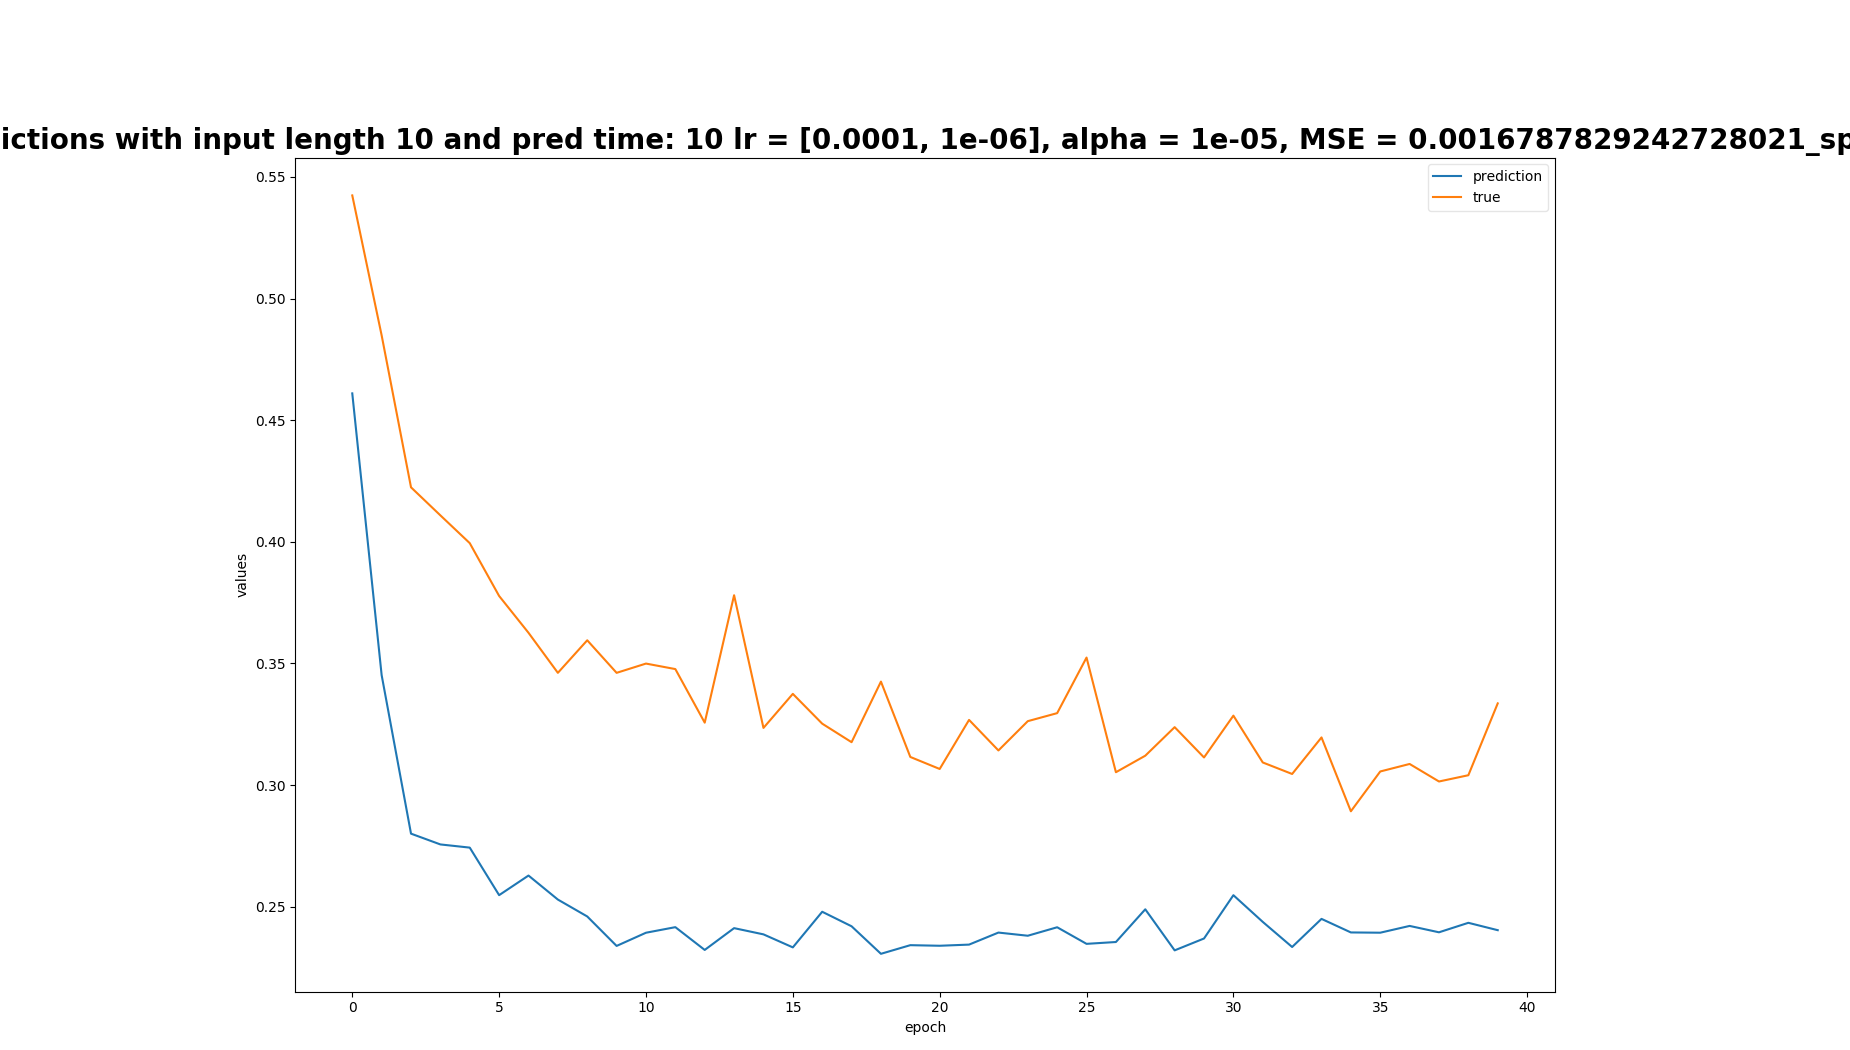 ictions with input length 10 and pred time: 10 lr = [0.0001, 1e-06], alpha = 1e-05, MSE = 0.0016787829242728021_sp
prediction
true
0.55
0.50
0.45
0.40
0.35
0.30
0.25
values
0 5 10 15 20 25 30 35 40
epoch